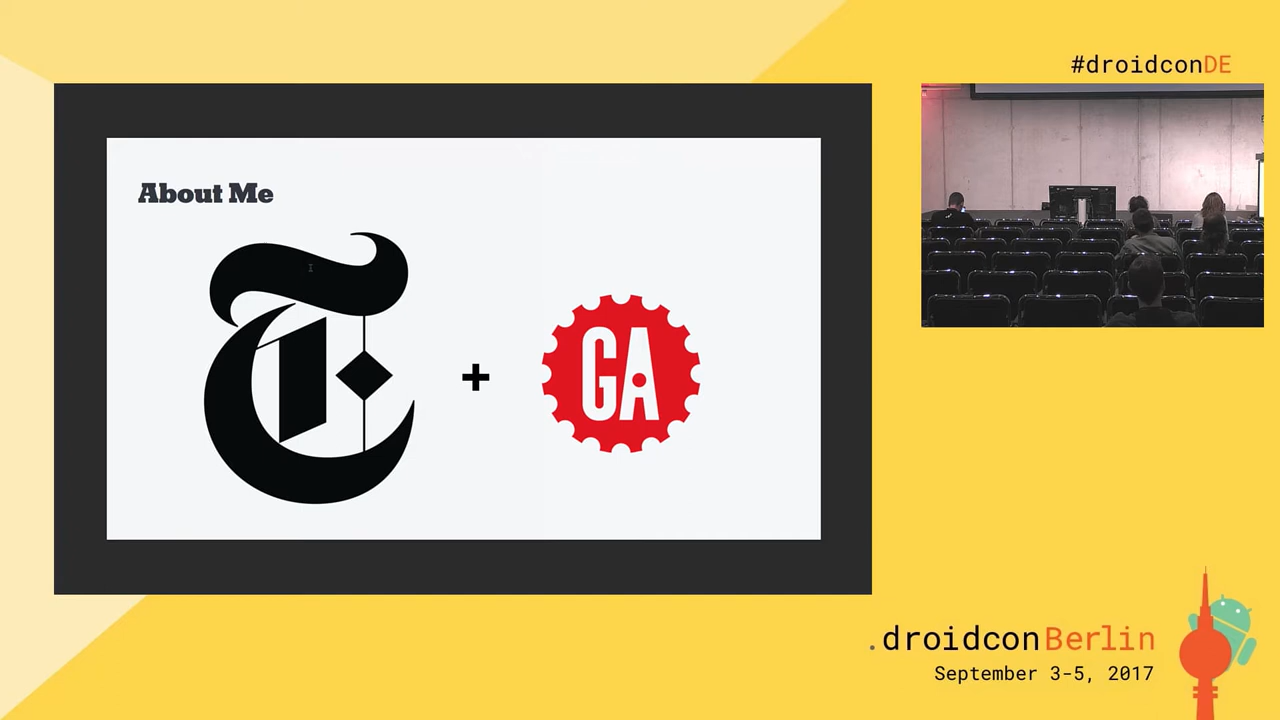 #droidconDE
About Me
T
+
GA
.droidconBerlin
September 3-5, 2017